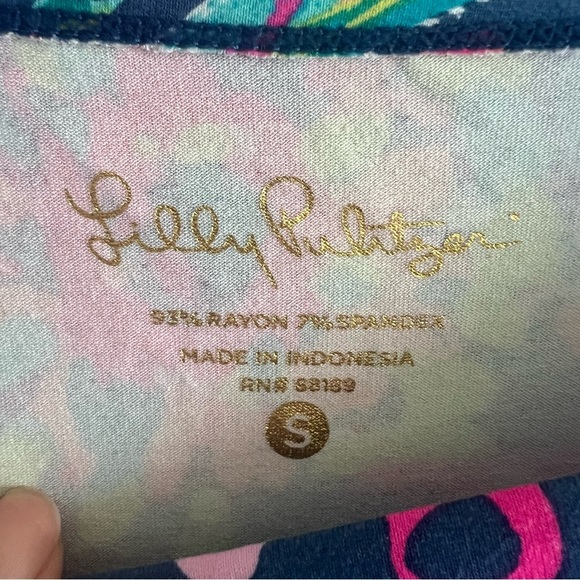 Lilly Pulitzer
93% RAYON 7% SPANDEX
MADE IN INDONESIA
RN# 98189
S